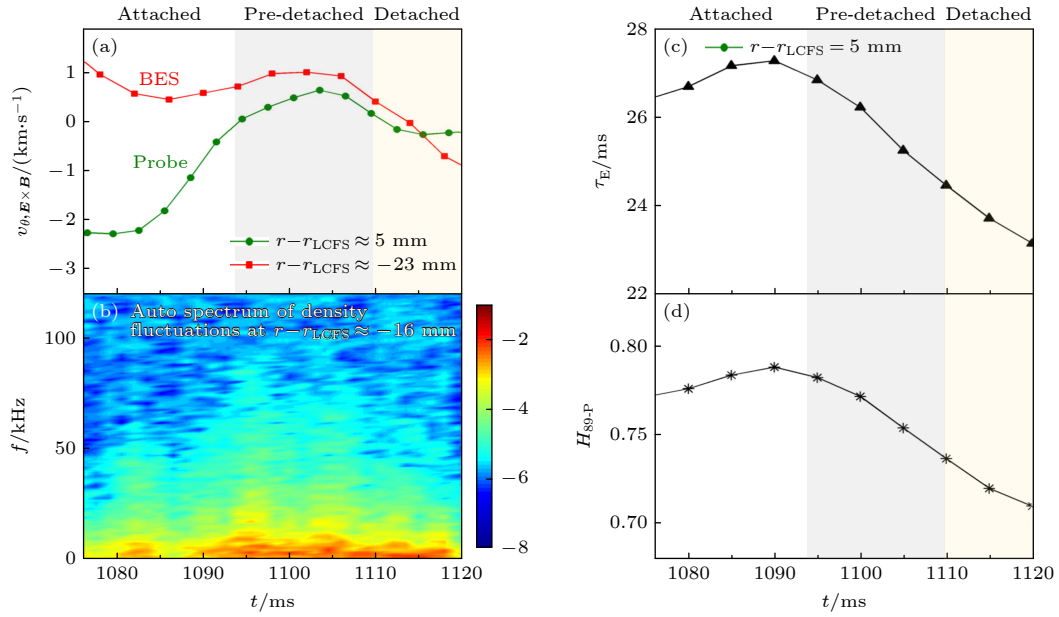 Attached Pre-detached Detached
(a)
BES
Probe
r−r_LCFS ≈ 5 mm
r−r_LCFS ≈ −23 mm
v_θ,E×B/(km·s⁻¹)
1
0
−1
−2
−3
(b) Auto spectrum of density
fluctuations at r−r_LCFS ≈ −16 mm
f/kHz
100
50
0
−2
−4
−6
−8
1080 1090 1100 1110 1120
t/ms
Attached Pre-detached Detached
(c) r−r_LCFS = 5 mm
τ_E/ms
28
26
24
22
(d)
H_89-P
0.80
0.75
0.70
1080 1090 1100 1110 1120
t/ms